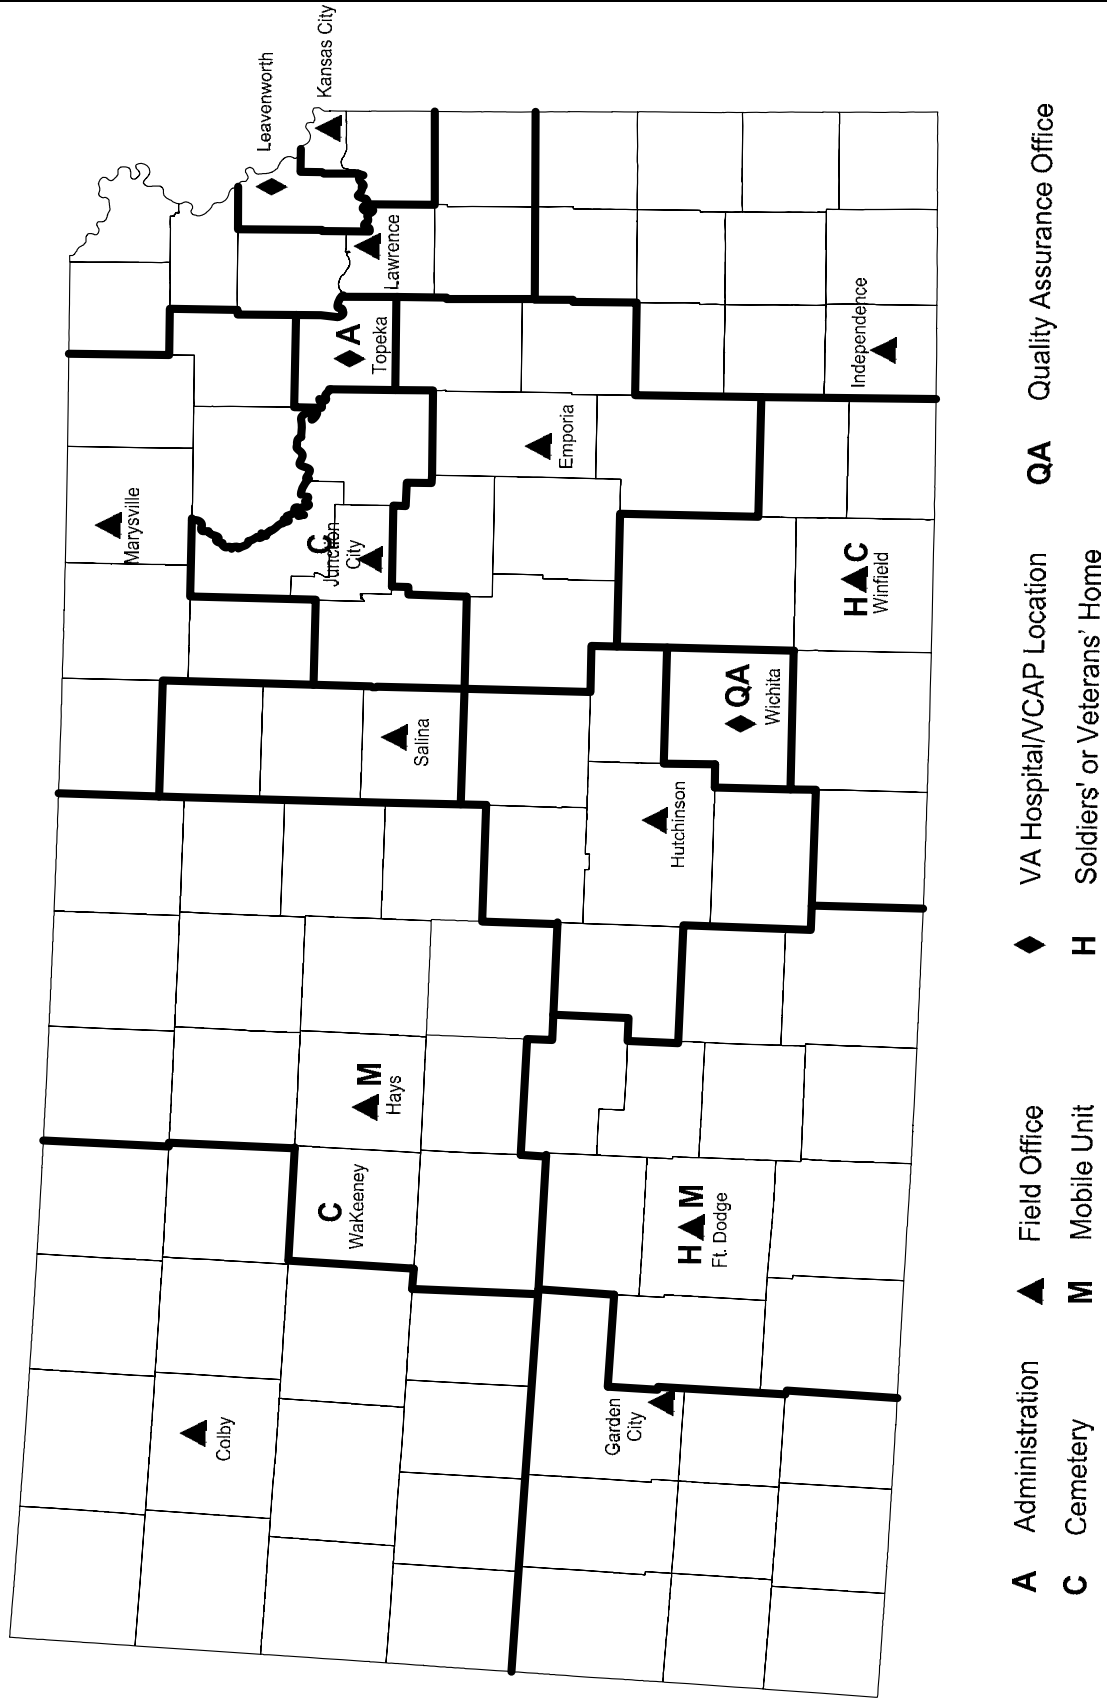 Colby
WaKeeney
C
Hays
M
Salina
Marysville
C
Junction
City
A
Topeka
Lawrence
Leavenworth
Kansas City
Garden
City
H
M
Ft. Dodge
Hutchinson
QA
Wichita
Emporia
H
C
Winfield
Independence
A Administration
Field Office
VA Hospital/VCAP Location
QA Quality Assurance Office
C Cemetery
M Mobile Unit
H Soldiers' or Veterans' Home